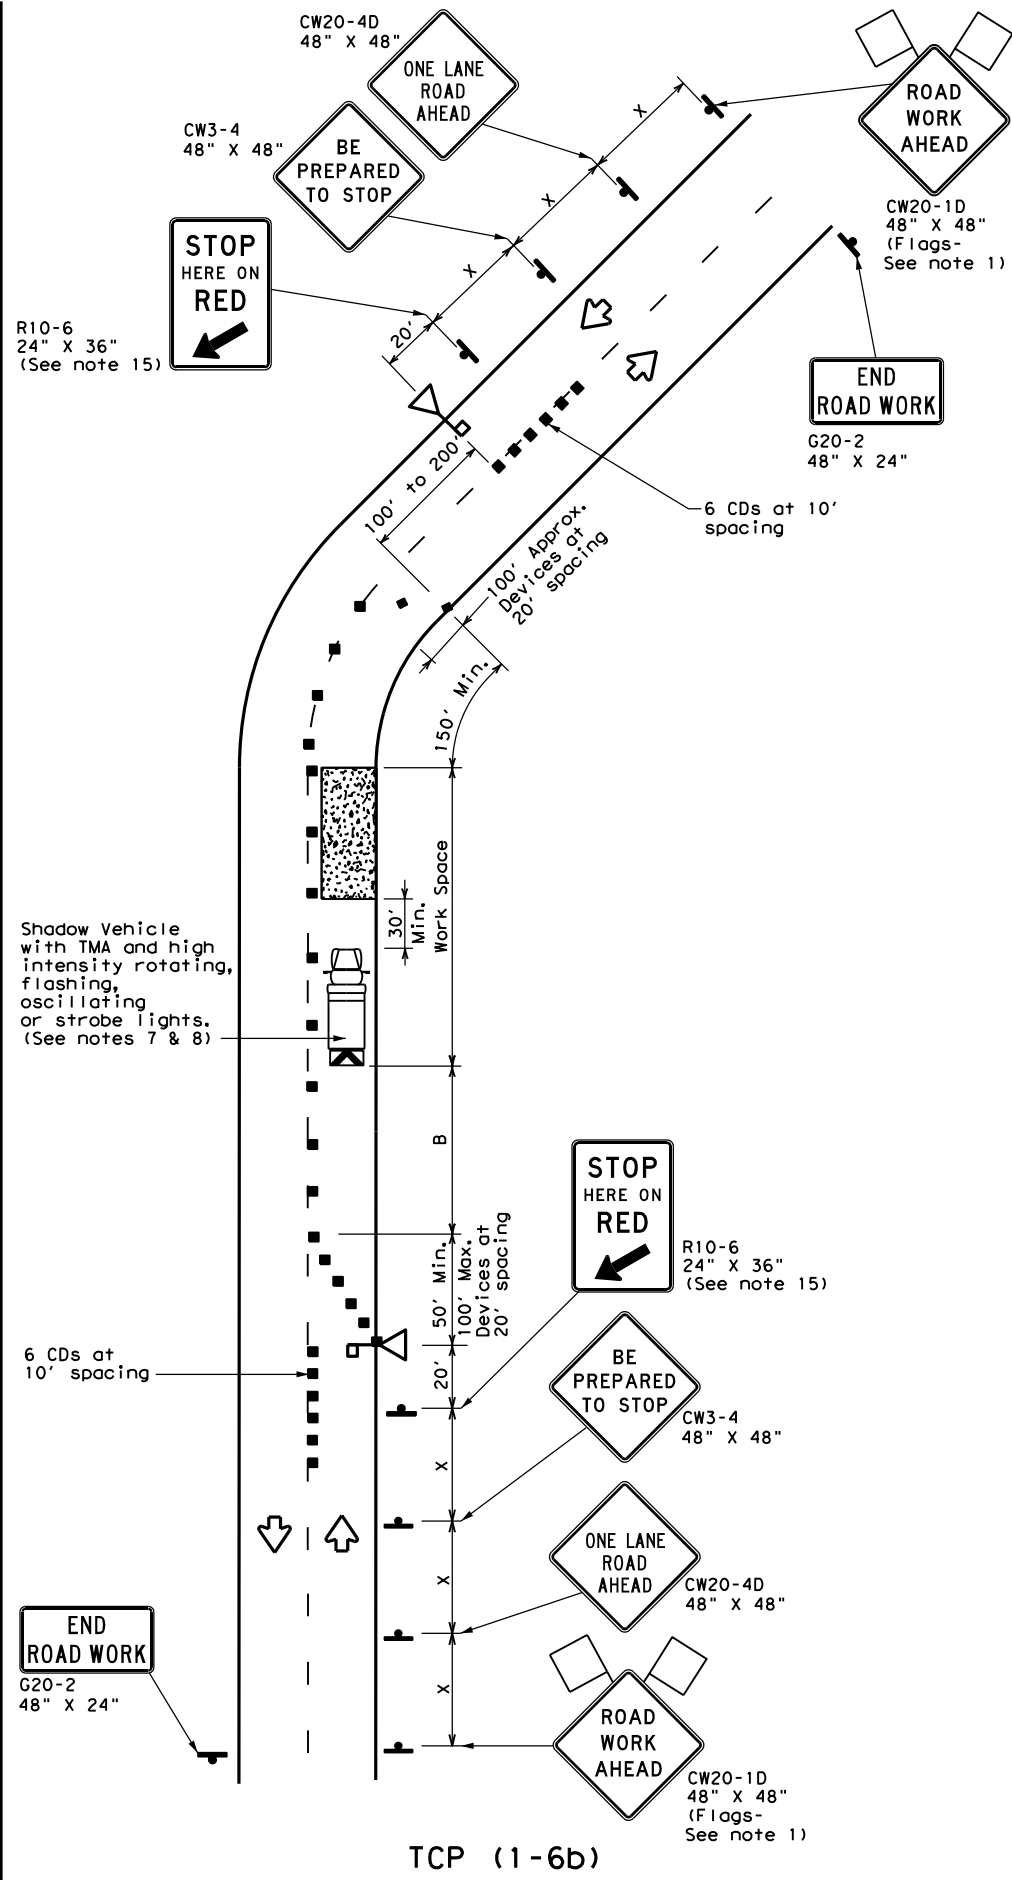 CW20-4D
48" X 48"
ONE LANE
ROAD
AHEAD
ROAD
WORK
AHEAD
CW20-1D
48" X 48"
(Flags-
See note 1)
CW3-4
48" X 48"
BE
PREPARED
TO STOP
X
X
X
20'
STOP
HERE ON
RED
R10-6
24" X 36"
(See note 15)
END
ROAD WORK
G20-2
48" X 24"
100' to 200'
6 CDs at 10'
spacing
100' Approx.
Devices at
20' spacing
150' Min.
Work Space
30'
Min.
Shadow Vehicle
with TMA and high
intensity rotating,
flashing,
oscillating
or strobe lights.
(See notes 7 & 8)
B
50' Min.
100' Max.
Devices at
20' spacing
STOP
HERE ON
RED
R10-6
24" X 36"
(See note 15)
6 CDs at
10' spacing
20'
BE
PREPARED
TO STOP
CW3-4
48" X 48"
X
X
X
ONE LANE
ROAD
AHEAD
CW20-4D
48" X 48"
END
ROAD WORK
G20-2
48" X 24"
ROAD
WORK
AHEAD
CW20-1D
48" X 48"
(Flags-
See note 1)
TCP (1-6b)